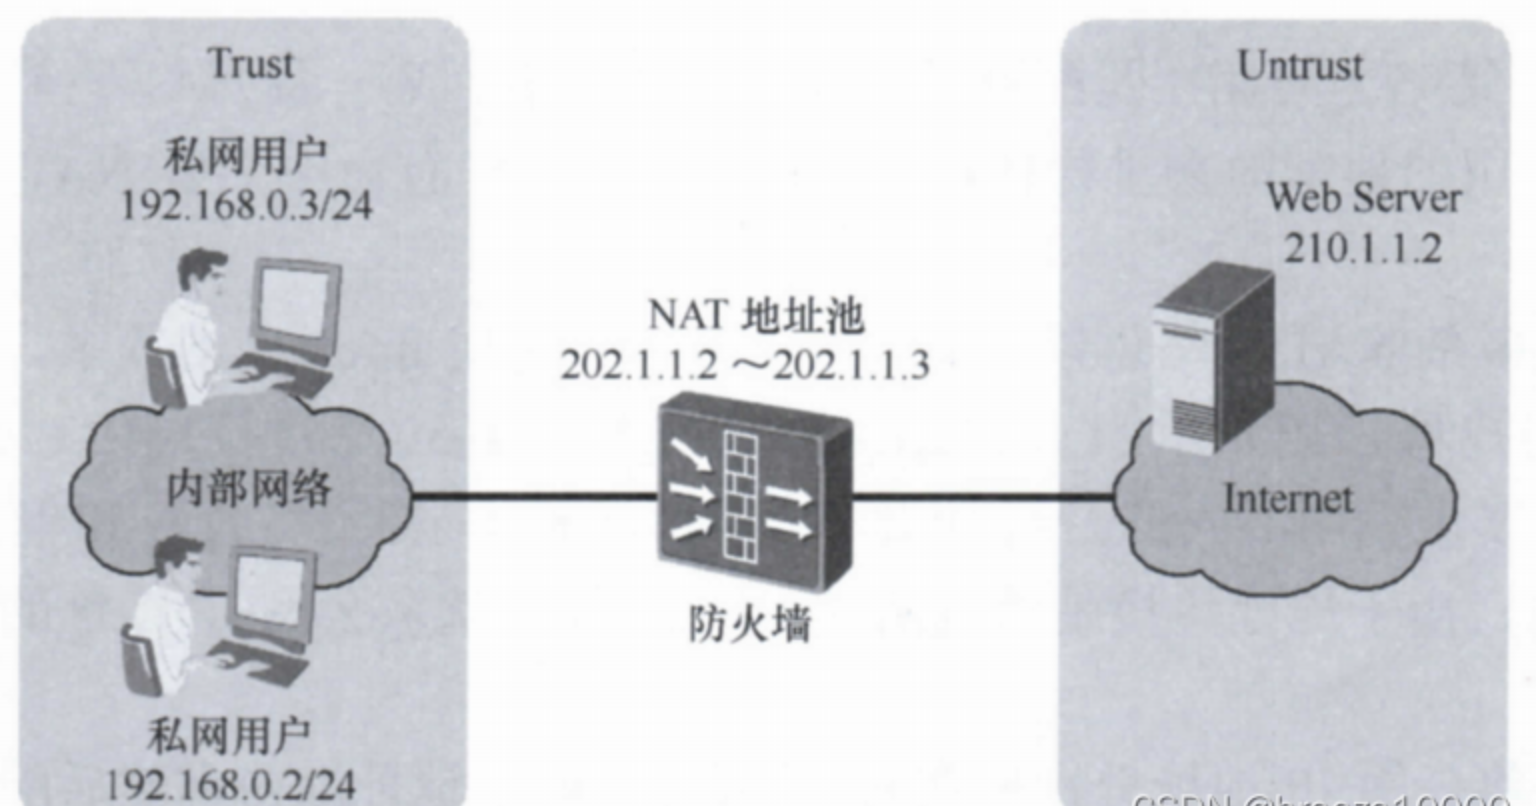 Trust
私网用户
192.168.0.3/24
内部网络
私网用户
192.168.0.2/24
NAT 地址池
202.1.1.2 ～202.1.1.3
防火墙
Untrust
Web Server
210.1.1.2
Internet